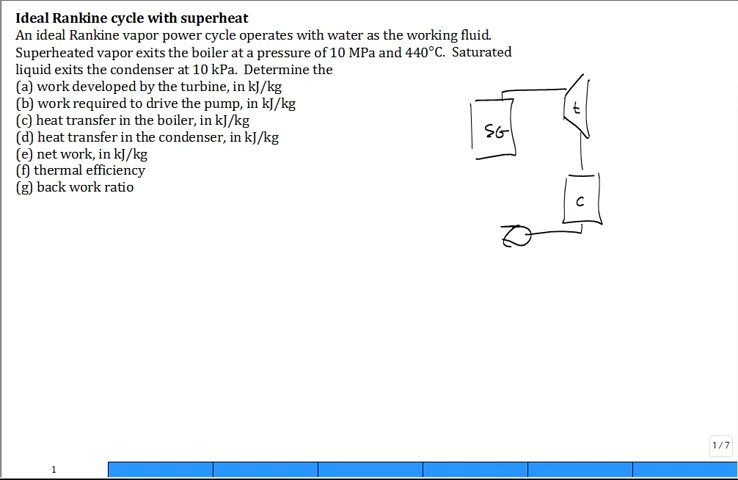 Ideal Rankine cycle with superheat
An ideal Rankine vapor power cycle operates with water as the working fluid.
Superheated vapor exits the boiler at a pressure of 10 MPa and 440°C. Saturated
liquid exits the condenser at 10 kPa. Determine the
(a) work developed by the turbine, in kJ/kg
(b) work required to drive the pump, in kJ/kg
(c) heat transfer in the boiler, in kJ/kg
(d) heat transfer in the condenser, in kJ/kg
(e) net work, in kJ/kg
(f) thermal efficiency
(g) back work ratio
t
SG
C
1 / 7
1